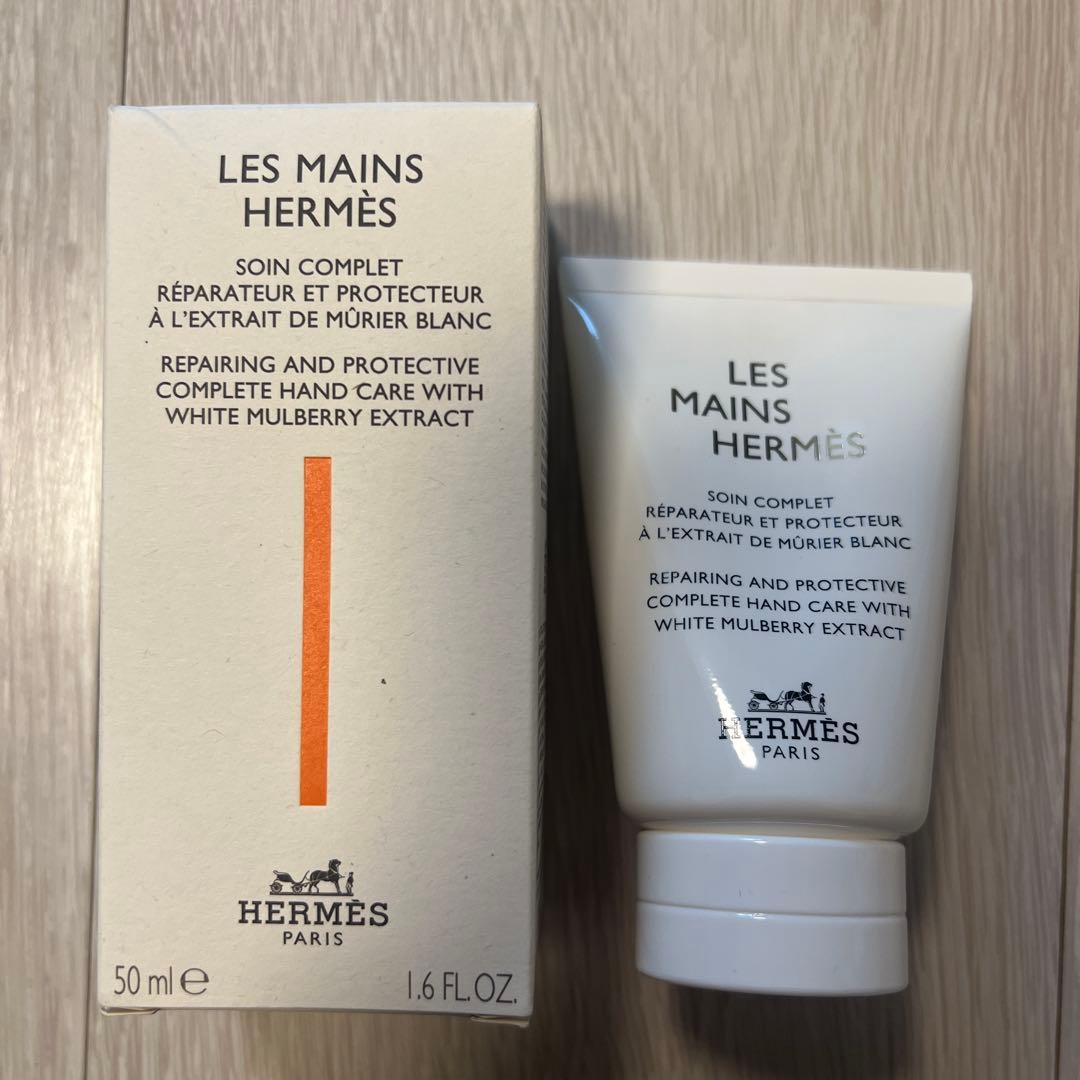 LES MAINS
HERMÈS
SOIN COMPLET
RÉPARATEUR ET PROTECTEUR
À L'EXTRAIT DE MÛRIER BLANC
REPAIRING AND PROTECTIVE
COMPLETE HAND CARE WITH
WHITE MULBERRY EXTRACT
HERMÈS
PARIS
50 ml ℮
1.6 FL.OZ.
LES
MAINS
HERMÈS
SOIN COMPLET
RÉPARATEUR ET PROTECTEUR
À L'EXTRAIT DE MÛRIER BLANC
REPAIRING AND PROTECTIVE
COMPLETE HAND CARE WITH
WHITE MULBERRY EXTRACT
HERMÈS
PARIS